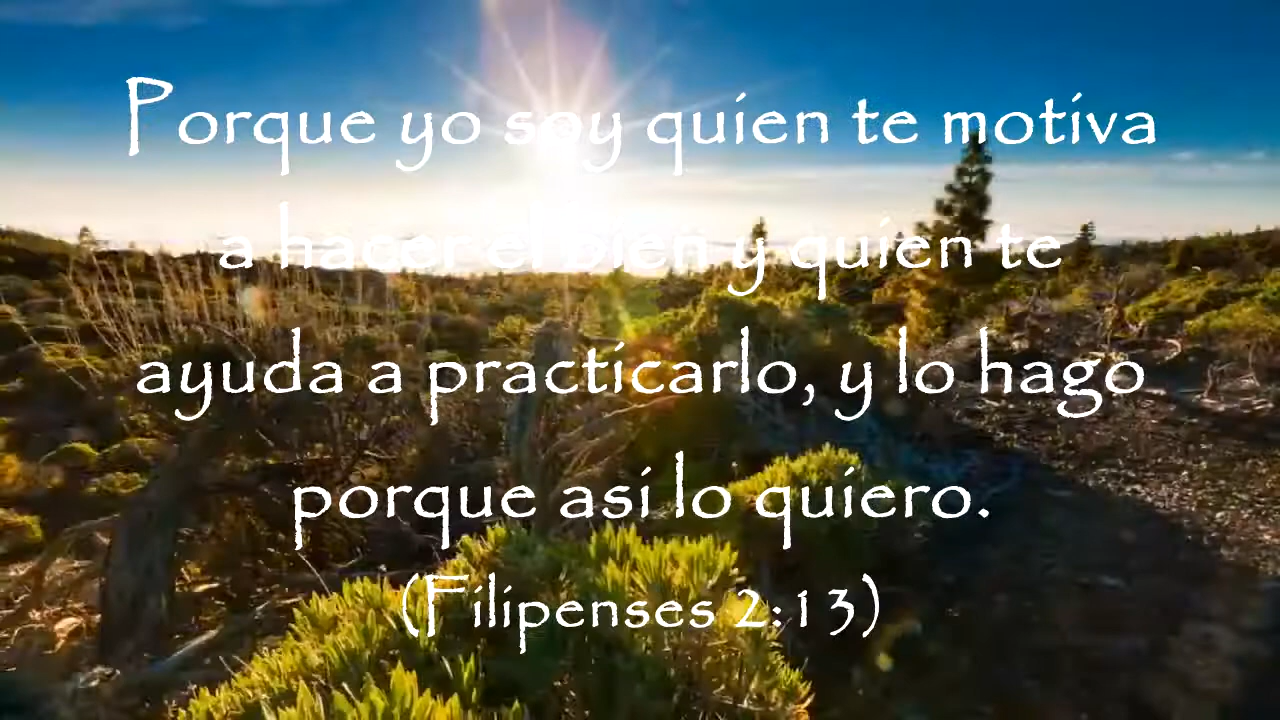 Porque yo soy quien te motiva
a hacer el bien y quien te
ayuda a practicarlo, y lo hago
porque así lo quiero.
(Filipenses 2:13)